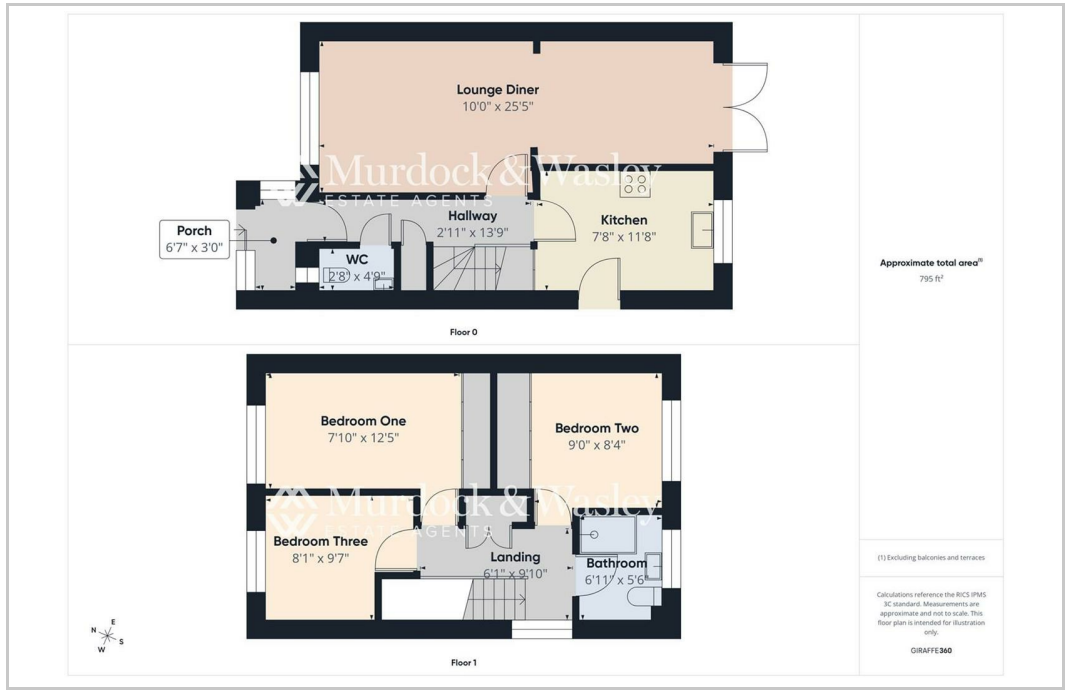 Lounge Diner
10'0" x 25'5"
Murdock & Wasley
ESTATE AGENTS
Porch
6'7" x 3'0"
Hallway
2'11" x 13'9"
Kitchen
7'8" x 11'8"
WC
2'8" x 4'9"
Floor 0
Approximate total area(1)
795 ft²
Bedroom One
7'10" x 12'5"
Bedroom Two
9'0" x 8'4"
Murdock & Wasley
ESTATE AGENTS
Bedroom Three
8'1" x 9'7"
Landing
6'1" x 9'10"
Bathroom
6'11" x 5'6"
Floor 1
N
E
S
W
(1) Excluding balconies and terraces
Calculations reference the RICS IPMS
3C standard. Measurements are
approximate and not to scale. This
floor plan is intended for illustration
only.
GIRAFFE360